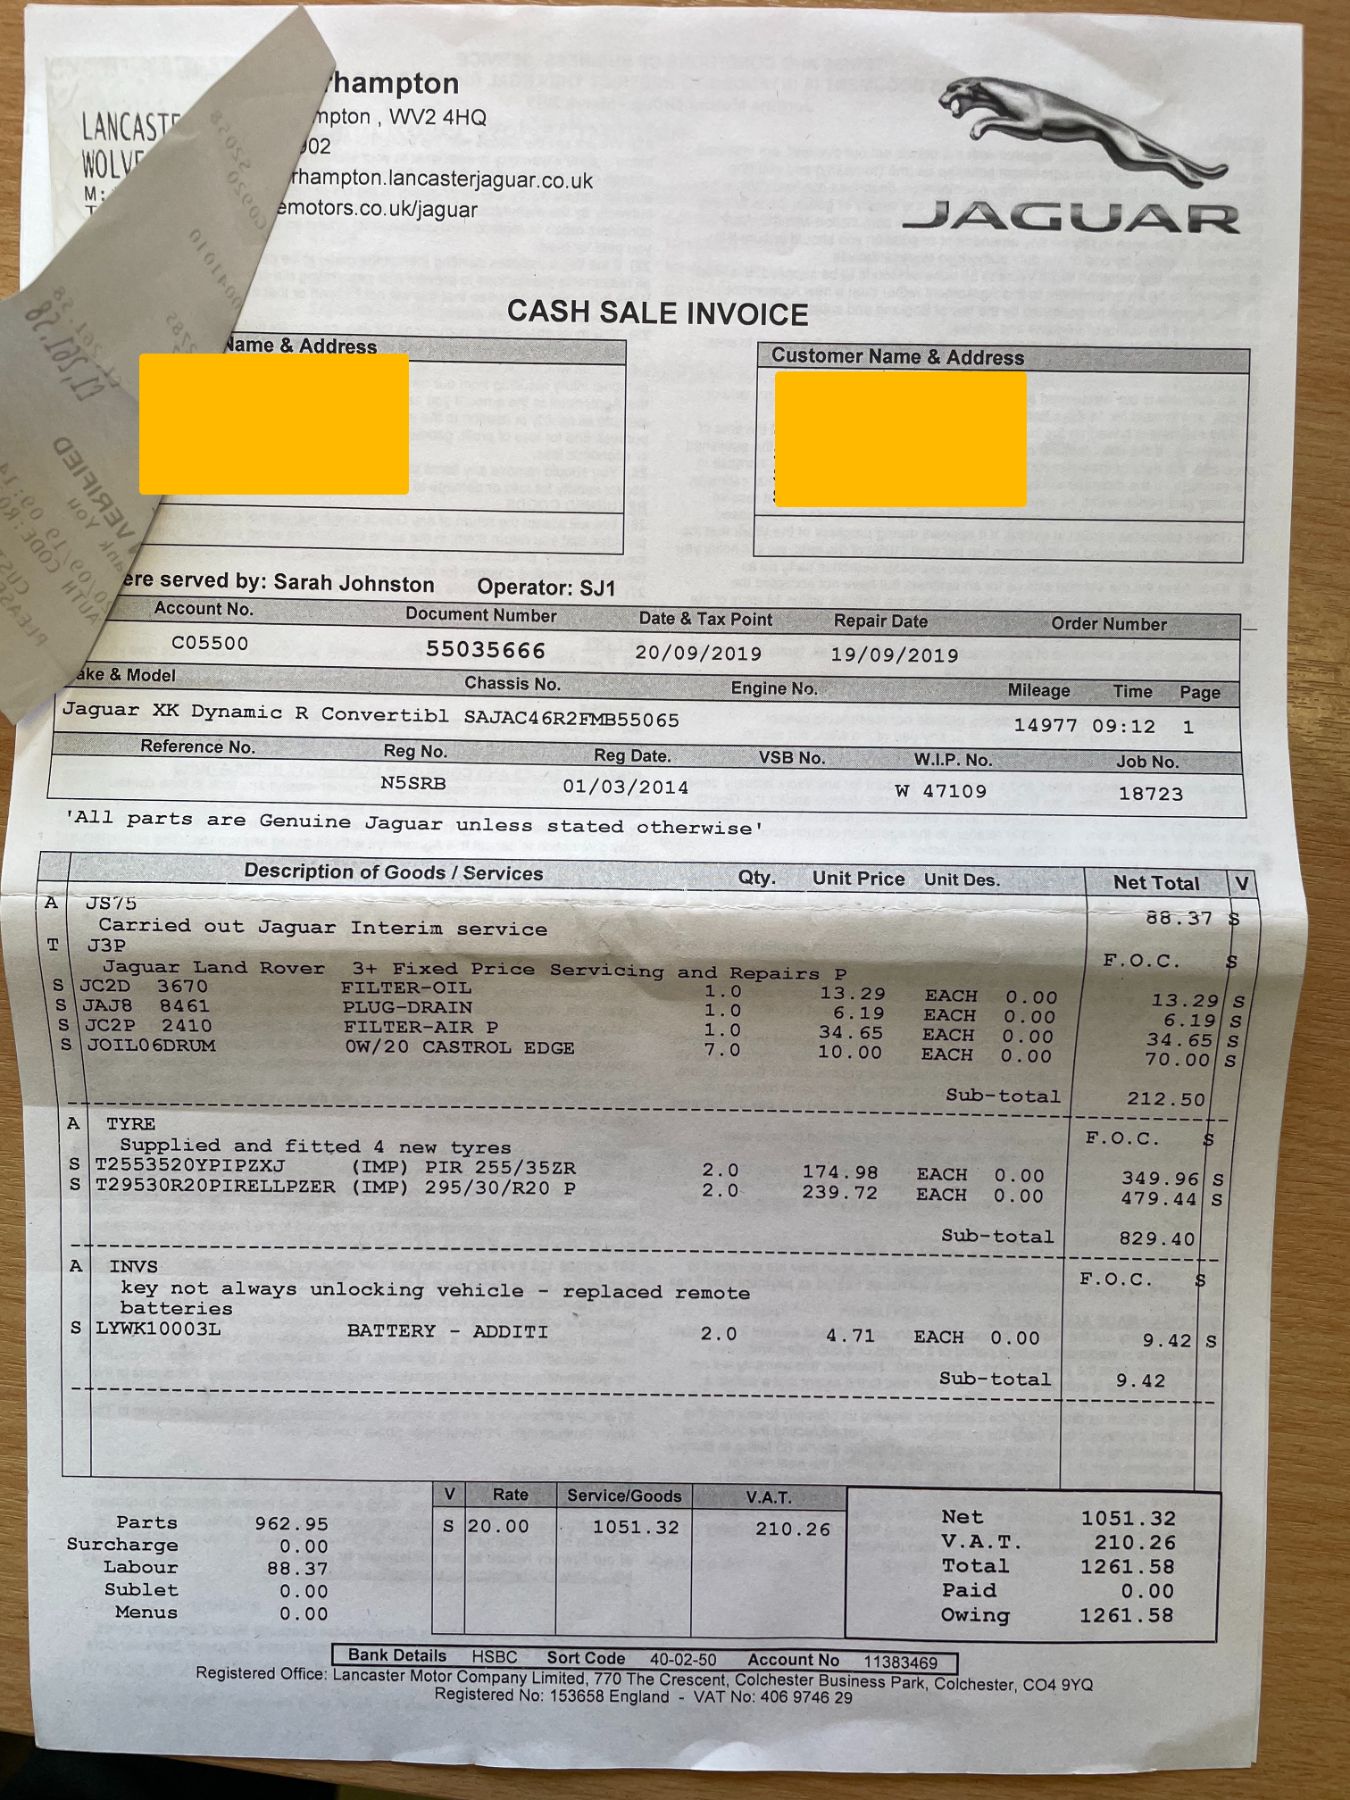 rhampton
LANCAST
mpton , WV2 4HQ
WOLVE
002
M:
rhampton.lancasterjaguar.co.uk
emotors.co.uk/jaguar
JAGUAR
CASH SALE INVOICE
Name & Address
Customer Name & Address
VERIFIED
ere served by: Sarah Johnston Operator: SJ1
Account No. Document Number Date & Tax Point Repair Date Order Number
C05500 55035666 20/09/2019 19/09/2019
ake & Model Chassis No. Engine No. Mileage Time Page
Jaguar XK Dynamic R Convertibl SAJAC46R2FMB55065 14977 09:12 1
Reference No. Reg No. Reg Date. VSB No. W.I.P. No. Job No.
N5SRB 01/03/2014 W 47109 18723
'All parts are Genuine Jaguar unless stated otherwise'
Description of Goods / Services Qty. Unit Price Unit Des. Net Total V
A JS75 88.37 S
Carried out Jaguar Interim service
T J3P F.O.C. S
Jaguar Land Rover 3+ Fixed Price Servicing and Repairs P
S JC2D 3670 FILTER-OIL 1.0 13.29 EACH 0.00 13.29 S
S JAJ8 8461 PLUG-DRAIN 1.0 6.19 EACH 0.00 6.19 S
S JC2P 2410 FILTER-AIR P 1.0 34.65 EACH 0.00 34.65 S
S JOIL06DRUM 0W/20 CASTROL EDGE 7.0 10.00 EACH 0.00 70.00 S
Sub-total 212.50
A TYRE F.O.C. S
Supplied and fitted 4 new tyres
S T2553520YPIPZXJ (IMP) PIR 255/35ZR 2.0 174.98 EACH 0.00 349.96 S
S T29530R20PIRELLPZER (IMP) 295/30/R20 P 2.0 239.72 EACH 0.00 479.44 S
Sub-total 829.40
A INVS F.O.C. S
key not always unlocking vehicle - replaced remote
batteries
S LYWK10003L BATTERY - ADDITI 2.0 4.71 EACH 0.00 9.42 S
Sub-total 9.42
V Rate Service/Goods V.A.T.
S 20.00 1051.32 210.26
Parts 962.95
Surcharge 0.00
Labour 88.37
Sublet 0.00
Menus 0.00
Net 1051.32
V.A.T. 210.26
Total 1261.58
Paid 0.00
Owing 1261.58
Bank Details HSBC Sort Code 40-02-50 Account No 11383469
Registered Office: Lancaster Motor Company Limited, 770 The Crescent, Colchester Business Park, Colchester, CO4 9YQ
Registered No: 153658 England - VAT No: 406 9746 29